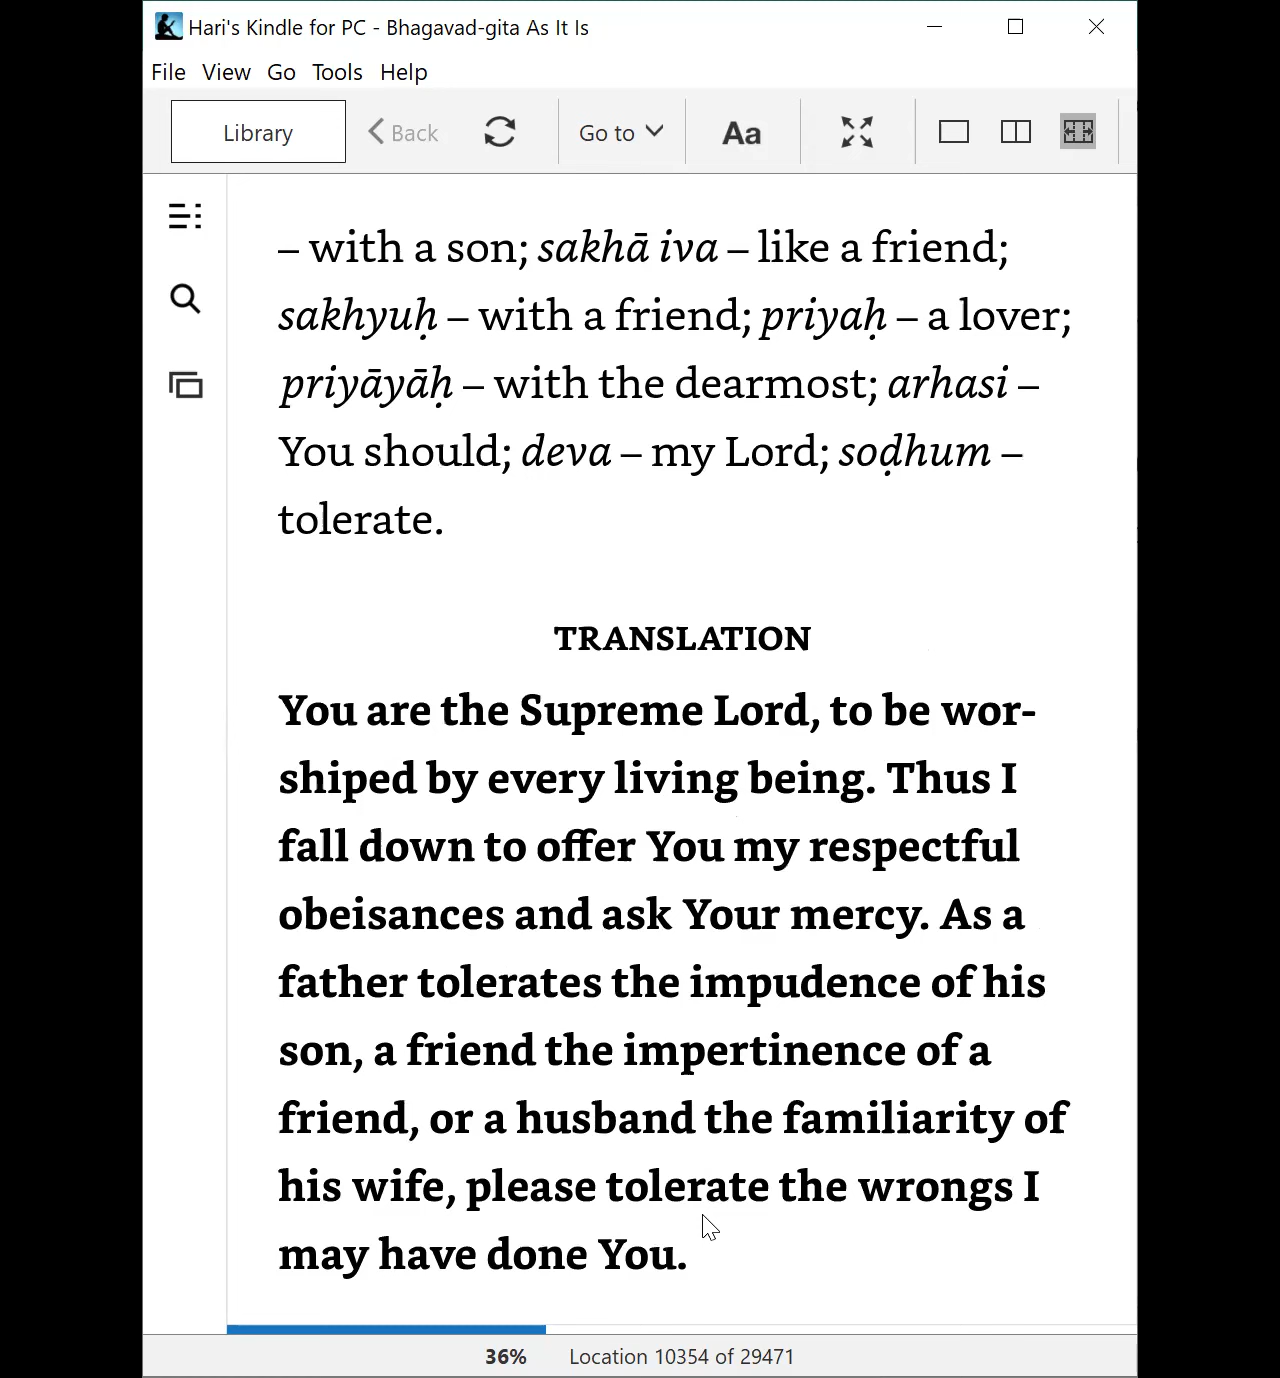 Hari's Kindle for PC - Bhagavad-gita As It Is
File View Go Tools Help
Library Back Go to Aa
– with a son; sakhā iva – like a friend;
sakhyuḥ – with a friend; priyaḥ – a lover;
priyāyāḥ – with the dearmost; arhasi –
You should; deva – my Lord; soḍhum –
tolerate.
TRANSLATION
You are the Supreme Lord, to be wor-
shiped by every living being. Thus I
fall down to offer You my respectful
obeisances and ask Your mercy. As a
father tolerates the impudence of his
son, a friend the impertinence of a
friend, or a husband the familiarity of
his wife, please tolerate the wrongs I
may have done You.
36% Location 10354 of 29471